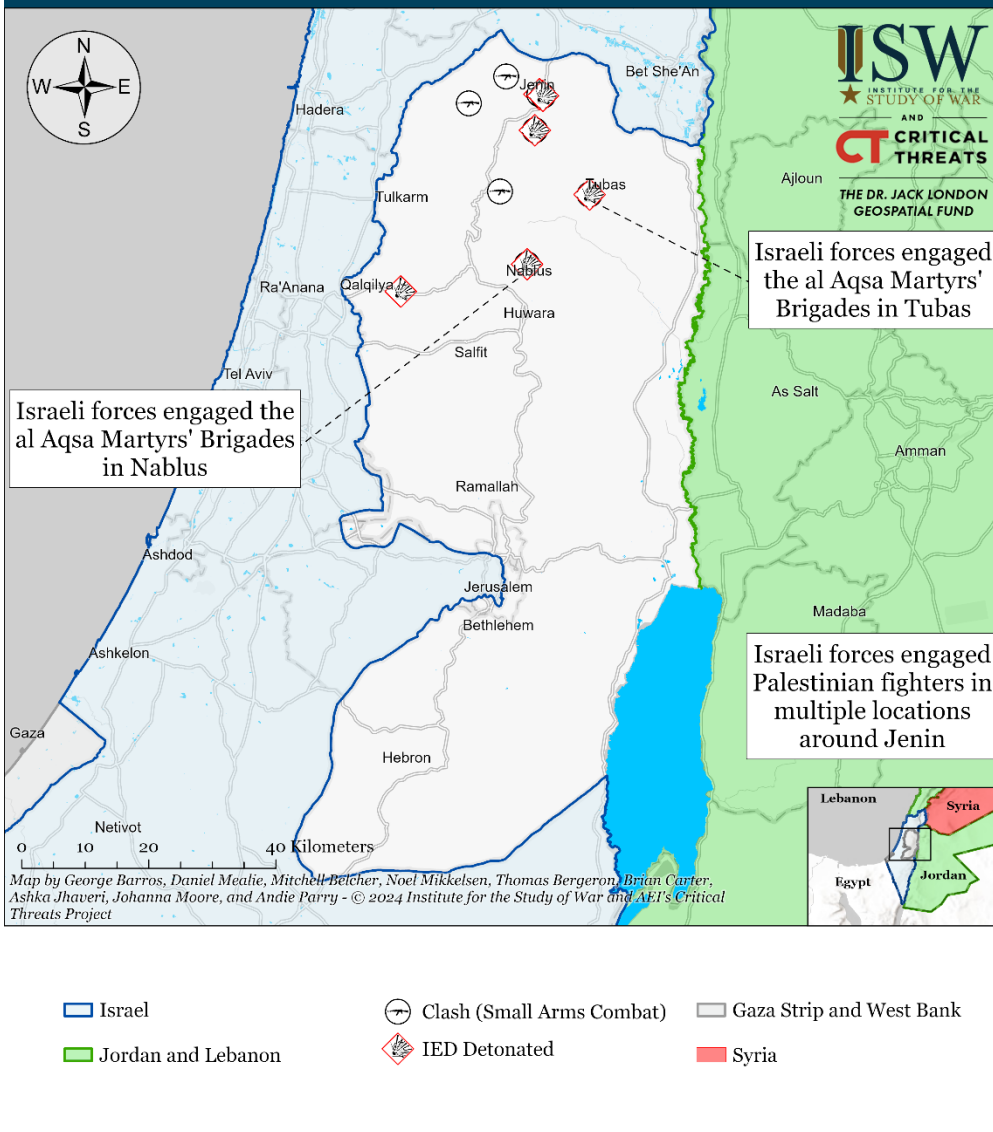 N
W E
S
ISW
INSTITUTE FOR THE
STUDY OF WAR
AND
CT CRITICAL
THREATS
THE DR. JACK LONDON
GEOSPATIAL FUND
Hadera
Jenin
Bet She'An
Ajloun
Tulkarm
Tubas
Israeli forces engaged
the al Aqsa Martyrs'
Brigades in Tubas
Ra'Anana
Qalqilya
Nablus
Huwara
Salfit
Tel Aviv
As Salt
Israeli forces engaged the
al Aqsa Martyrs' Brigades
in Nablus
Amman
Ramallah
Ashdod
Jerusalem
Bethlehem
Madaba
Ashkelon
Israeli forces engaged
Palestinian fighters in
multiple locations
around Jenin
Gaza
Hebron
Netivot
Lebanon
Syria
Egypt
Jordan
0 10 20 40 Kilometers
Map by George Barros, Daniel Mealie, Mitchell Belcher, Noel Mikkelsen, Thomas Bergeron, Brian Carter,
Ashka Jhaveri, Johanna Moore, and Andie Parry - © 2024 Institute for the Study of War and AEI's Critical
Threats Project
Israel
Clash (Small Arms Combat)
Gaza Strip and West Bank
Jordan and Lebanon
IED Detonated
Syria